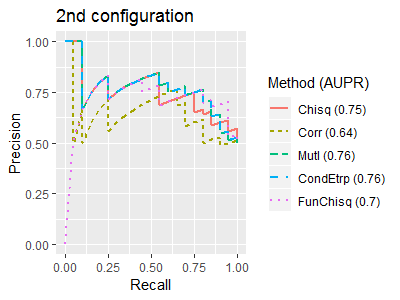 2nd configuration
1.00
0.75
0.50
0.25
0.00
Precision
0.00
0.25
0.50
0.75
1.00
Recall
Method (AUPR)
Chisq (0.75)
Corr (0.64)
MutI (0.76)
CondEtrp (0.76)
FunChisq (0.7)